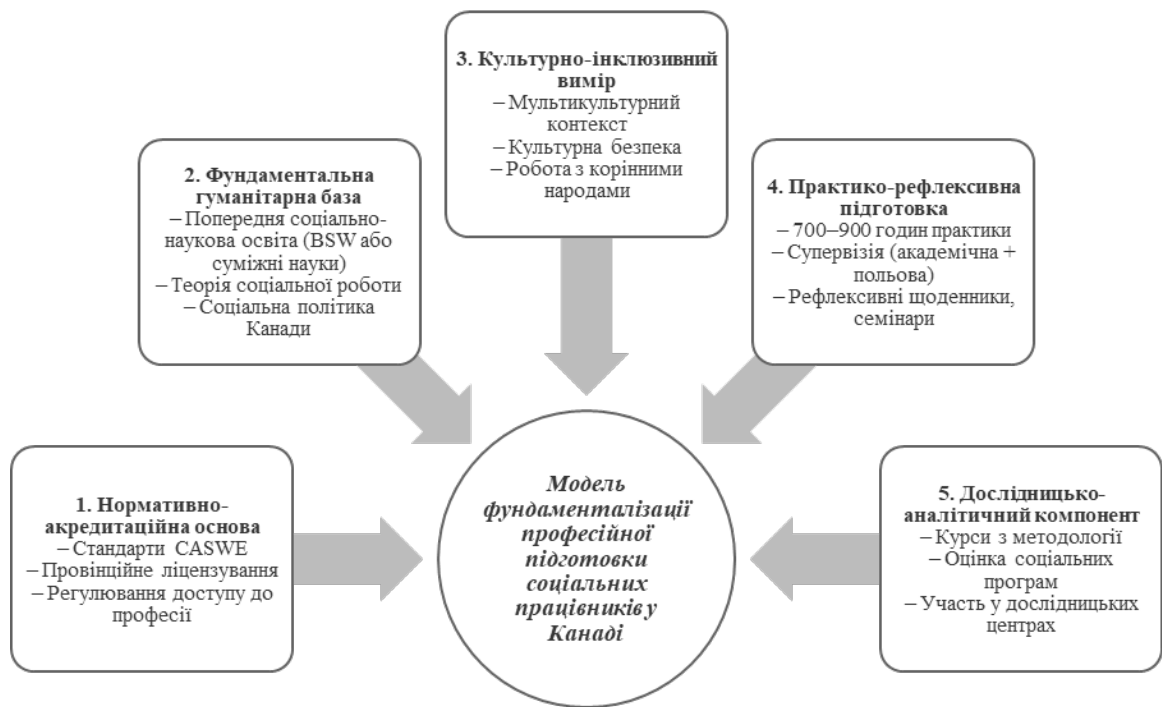 1. Нормативно-
акредитаційна основа
– Стандарти CASWE
– Провінційне ліцензування
– Регулювання доступу до
професії
2. Фундаментальна
гуманітарна база
– Попередня соціально-
наукова освіта (BSW або
суміжні науки)
– Теорія соціальної роботи
– Соціальна політика
Канади
3. Культурно-інклюзивний
вимір
– Мультикультурний
контекст
– Культурна безпека
– Робота з корінними
народами
4. Практико-рефлексивна
підготовка
– 700–900 годин практики
– Супервізія (академічна +
польова)
– Рефлексивні щоденники,
семінари
5. Дослідницько-
аналітичний компонент
– Курси з методології
– Оцінка соціальних
програм
– Участь у дослідницьких
центрах
Модель
фундаменталізації
професійної
підготовки
соціальних
працівників у
Канаді